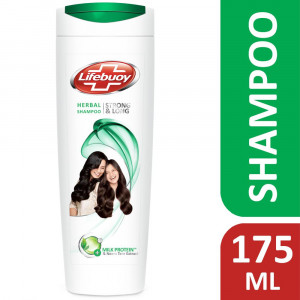 Lifebuoy
HERBAL
SHAMPOO
STRONG
& LONG
MILK PROTEIN
SHAMPOO
175
ML